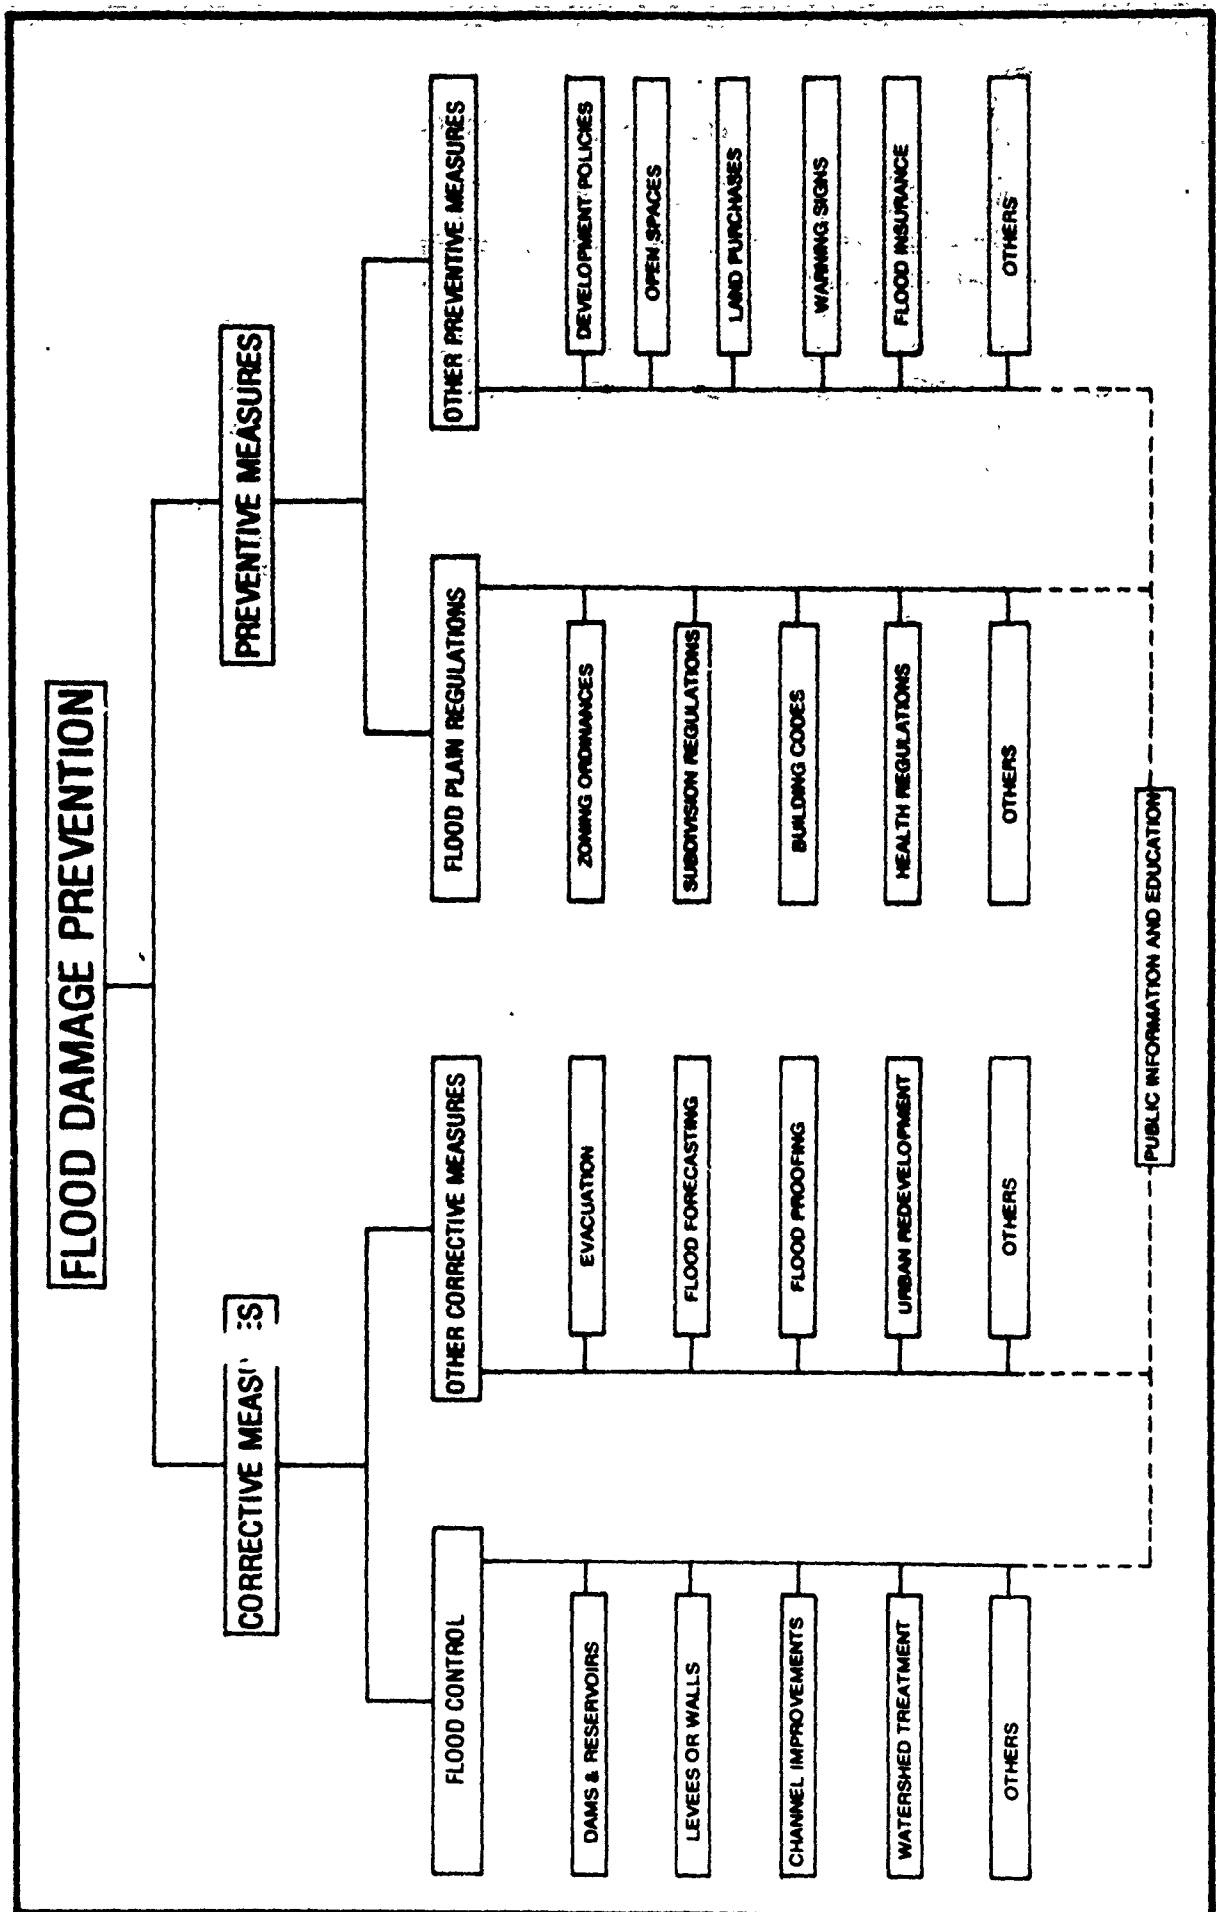 FLOOD DAMAGE PREVENTION
CORRECTIVE MEASURES
PREVENTIVE MEASURES
FLOOD CONTROL
DAMS & RESERVOIRS
LEVEES OR WALLS
CHANNEL IMPROVEMENTS
WATERSHED TREATMENT
OTHERS
OTHER CORRECTIVE MEASURES
EVACUATION
FLOOD FORECASTING
FLOOD PROOFING
URBAN REDEVELOPMENT
OTHERS
FLOOD PLAIN REGULATIONS
ZONING ORDINANCES
SUBDIVISION REGULATIONS
BUILDING CODES
HEALTH REGULATIONS
OTHERS
OTHER PREVENTIVE MEASURES
DEVELOPMENT POLICIES
OPEN SPACES
LAND PURCHASES
WARNING SIGNS
FLOOD INSURANCE
OTHERS
PUBLIC INFORMATION AND EDUCATION